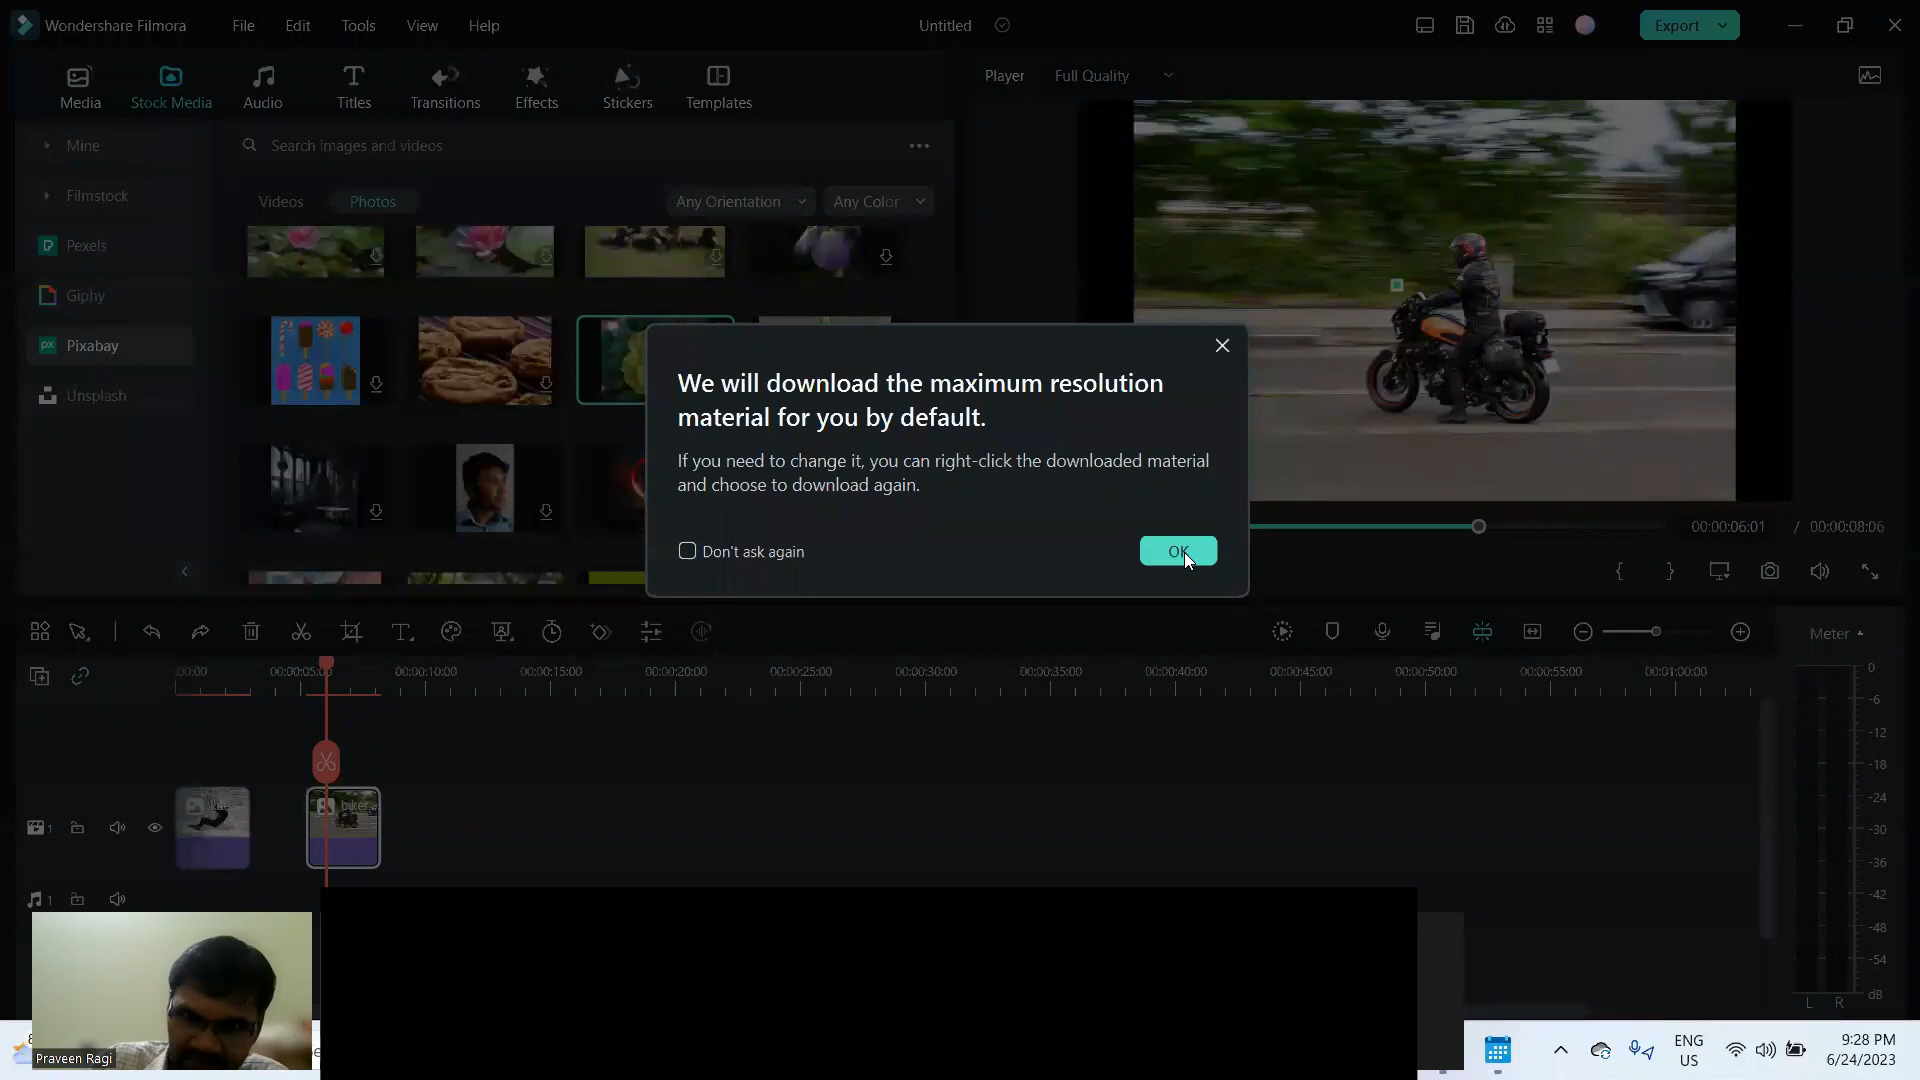 Wondershare Filmora File Edit Tools View Help Untitled Export
Media Stock Media Audio Titles Transitions Effects Stickers Templates
Player Full Quality
Mine
Filmstock
Pexels
Giphy
Pixabay
Unsplash
Search images and videos
Videos Photos Any Orientation Any Color
We will download the maximum resolution
material for you by default.
If you need to change it, you can right-click the downloaded material
and choose to download again.
Don't ask again OK
00:00:06:01 / 00:00:08:06
Meter
:00:00 00:00:05:00 00:00:10:00 00:00:15:00 00:00:20:00 00:00:25:00 00:00:30:00 00:00:35:00 00:00:40:00 00:00:45:00 00:00:50:00 00:00:55:00 00:01:00:00
0
-6
-12
-18
-24
-30
-36
-42
-48
-54
dB
L R
1
1
Praveen Ragi
ENG
US
9:28 PM
6/24/2023